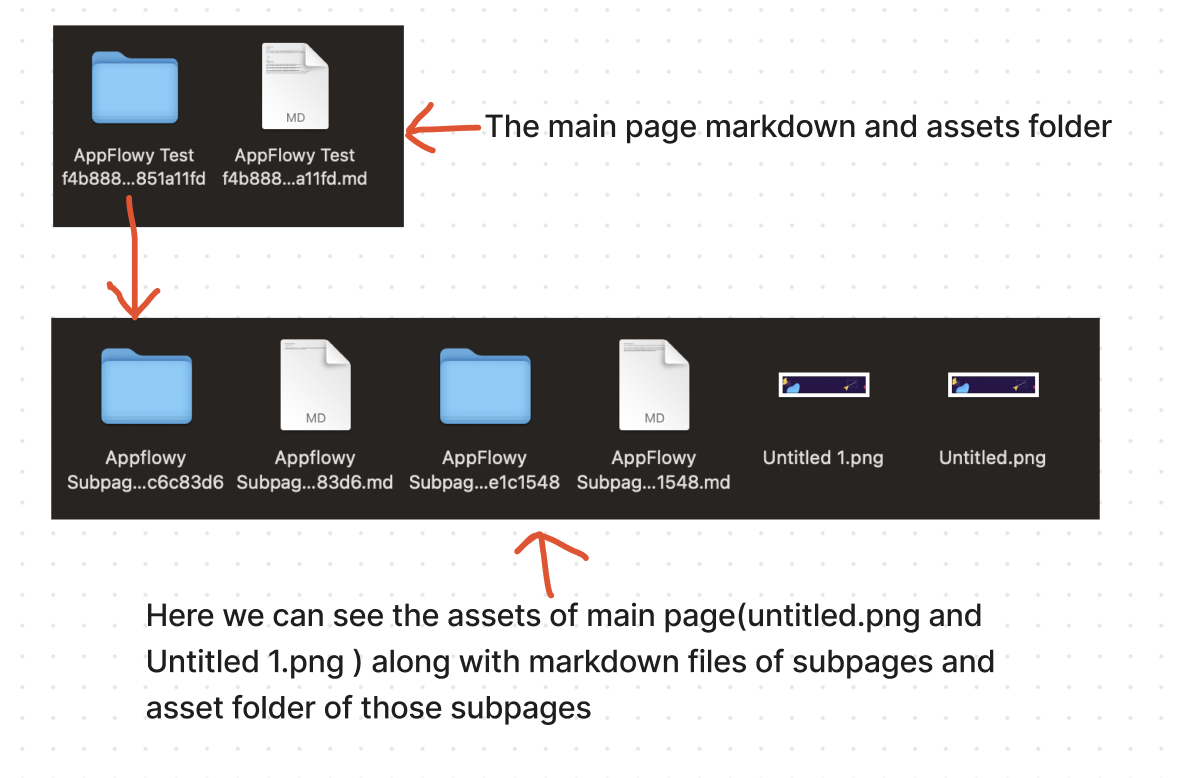 AppFlowy Test
f4b888...851a11fd
MD
AppFlowy Test
f4b888...a11fd.md
The main page markdown and assets folder
Appflowy
Subpag...c6c83d6
MD
Appflowy
Subpag...83d6.md
AppFlowy
Subpag...e1c1548
MD
AppFlowy
Subpag...1548.md
Untitled 1.png
Untitled.png
Here we can see the assets of main page(untitled.png and
Untitled 1.png ) along with markdown files of subpages and
asset folder of those subpages